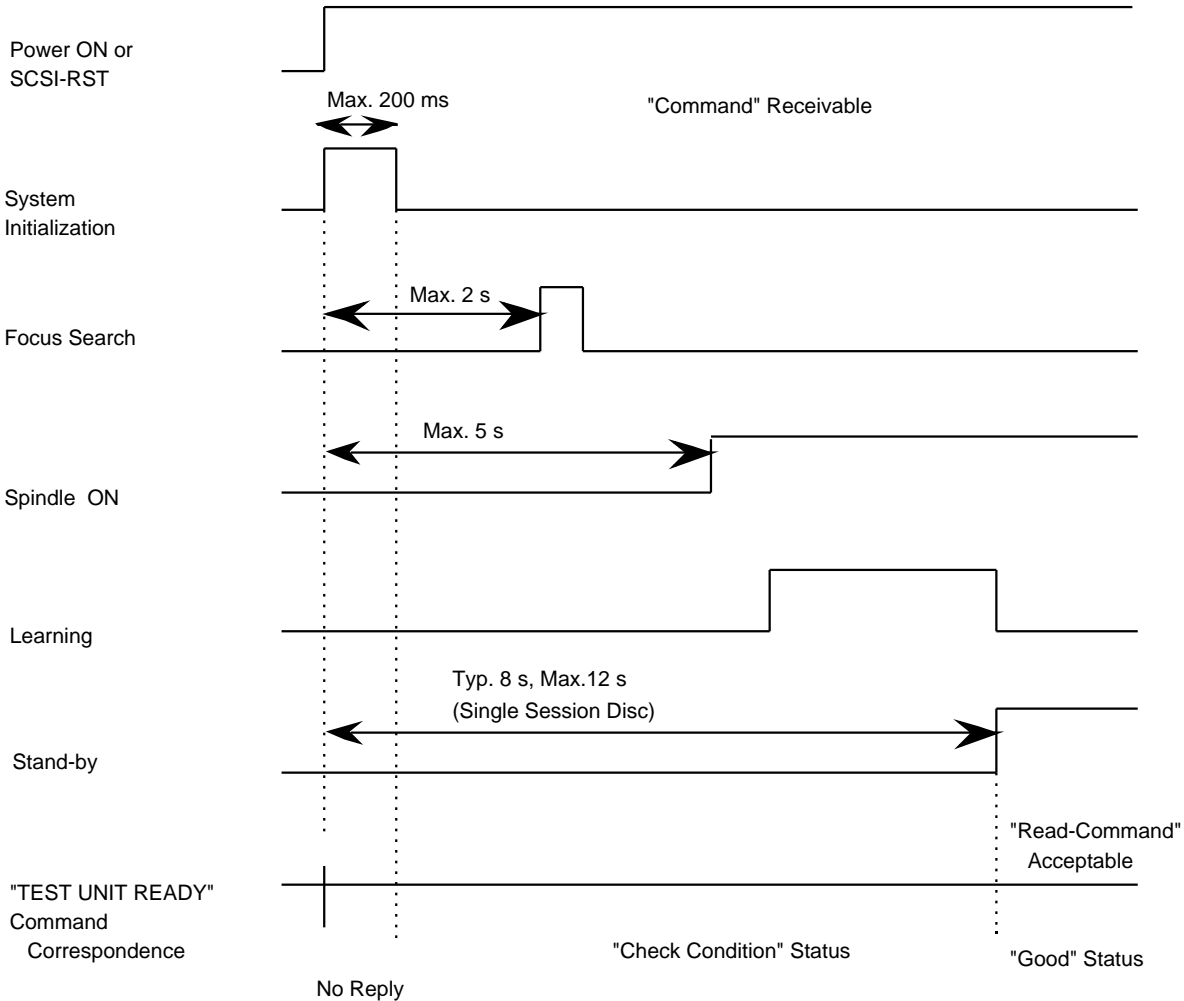 Power ON or
SCSI-RST
Max. 200 ms
"Command" Receivable
System
Initialization
Max. 2 s
Focus Search
Max. 5 s
Spindle ON
Learning
Typ. 8 s, Max.12 s
(Single Session Disc)
Stand-by
"Read-Command"
Acceptable
"TEST UNIT READY"
Command
Correspondence
"Check Condition" Status
"Good" Status
No Reply